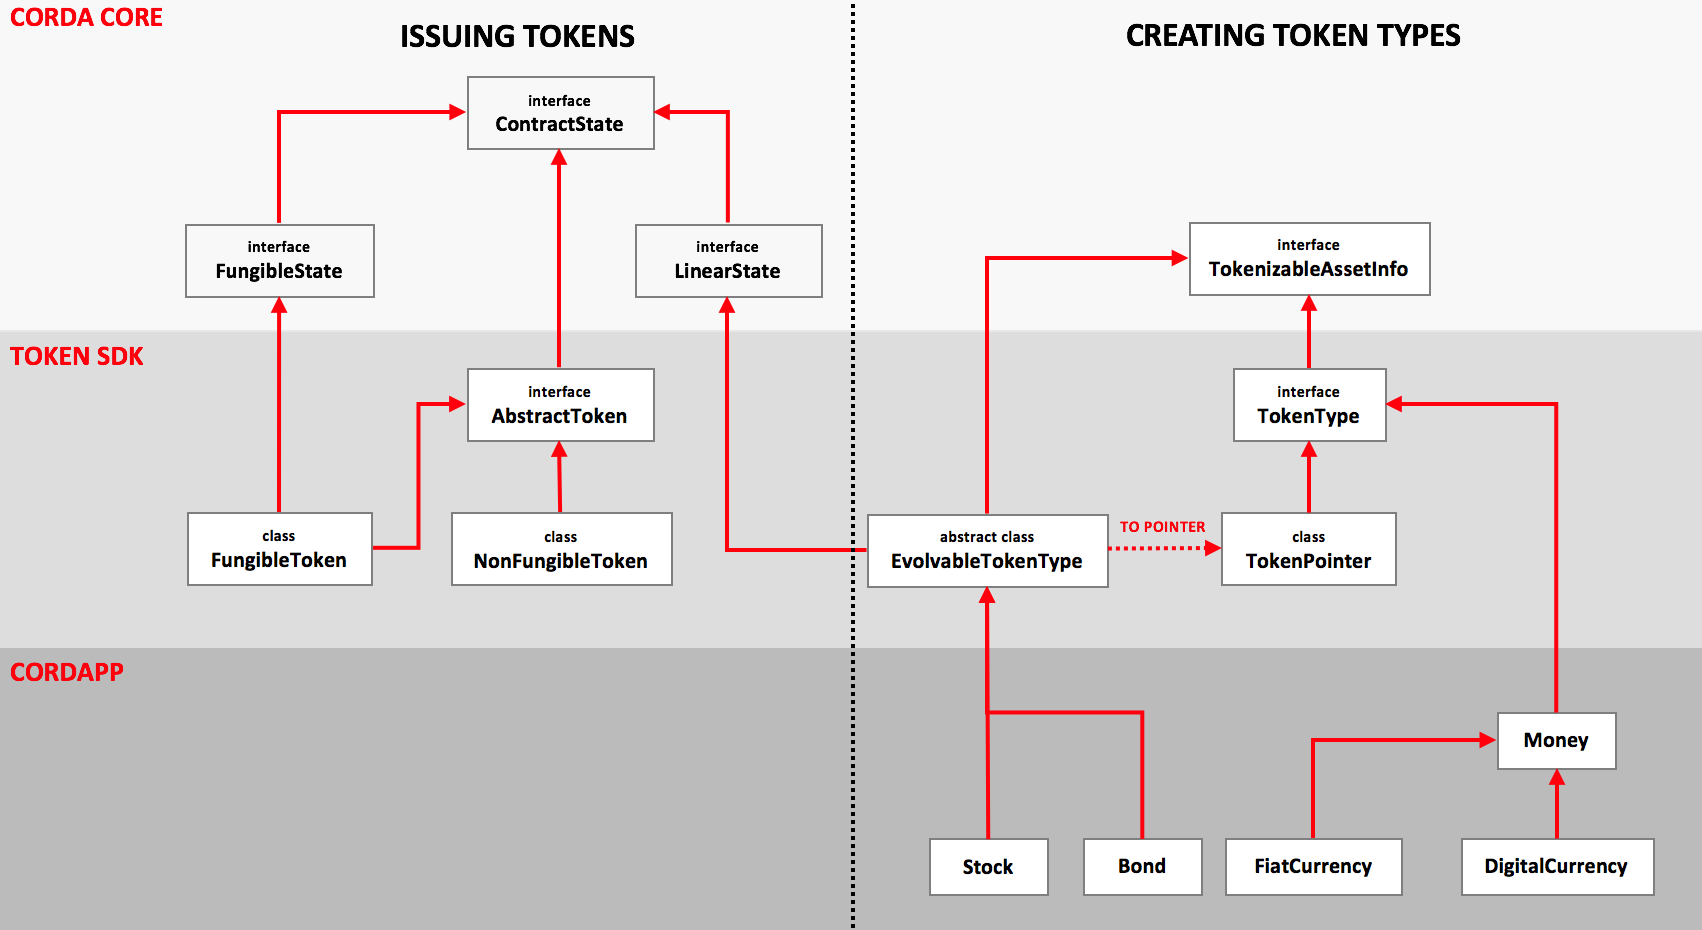 CORDA CORE
ISSUING TOKENS
CREATING TOKEN TYPES
interface
ContractState
interface
FungibleState
interface
LinearState
interface
TokenizableAssetInfo
TOKEN SDK
interface
AbstractToken
interface
TokenType
class
FungibleToken
class
NonFungibleToken
abstract class
EvolvableTokenType
TO POINTER
class
TokenPointer
CORDAPP
Money
Stock
Bond
FiatCurrency
DigitalCurrency